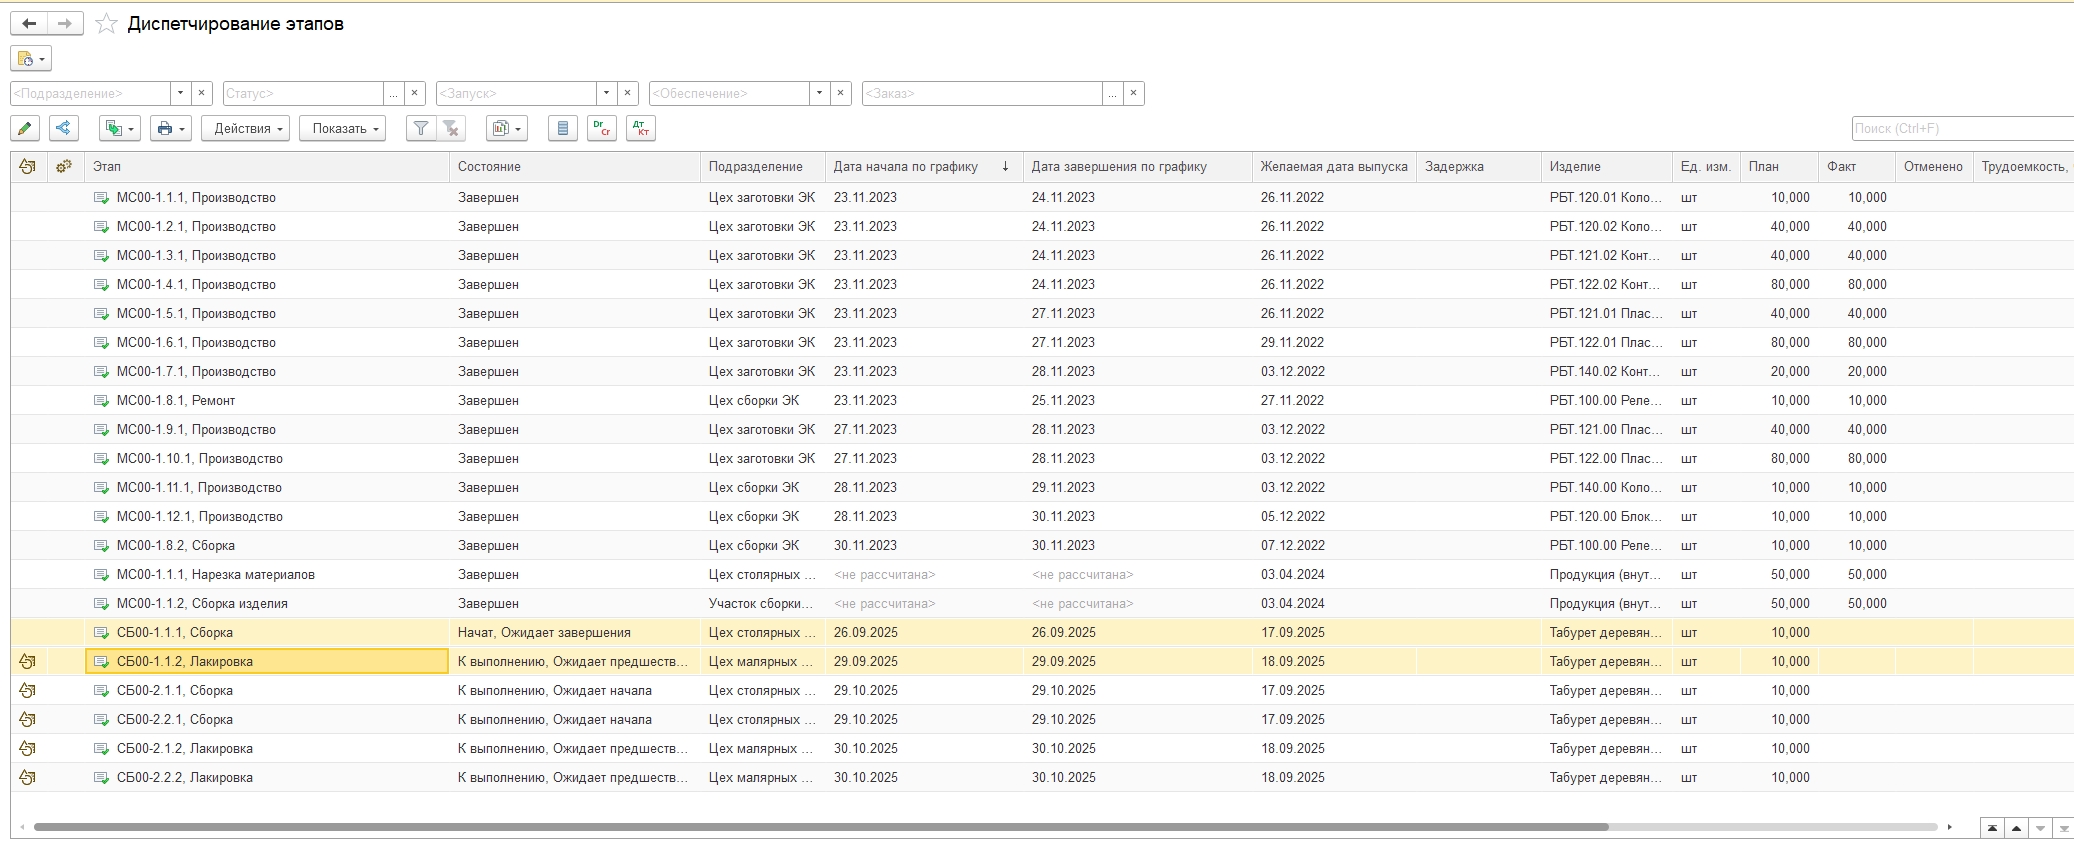 Диспетчирование этапов
<Подразделение> Статус> ... <Запуск> <Обеспечение> <Заказ> ...
Действия Показать Dr Cr Дт Кт Поиск (Ctrl+F)
Этап Состояние Подразделение Дата начала по графику ↓ Дата завершения по графику Желаемая дата выпуска Задержка Изделие Ед. изм. План Факт Отменено Трудоемкость,
МС00-1.1.1, Производство Завершен Цех заготовки ЭК 23.11.2023 24.11.2023 26.11.2022 РБТ.120.01 Коло... шт 10,000 10,000
МС00-1.2.1, Производство Завершен Цех заготовки ЭК 23.11.2023 24.11.2023 26.11.2022 РБТ.120.02 Коло... шт 40,000 40,000
МС00-1.3.1, Производство Завершен Цех заготовки ЭК 23.11.2023 24.11.2023 26.11.2022 РБТ.121.02 Конт... шт 40,000 40,000
МС00-1.4.1, Производство Завершен Цех заготовки ЭК 23.11.2023 24.11.2023 26.11.2022 РБТ.122.02 Конт... шт 80,000 80,000
МС00-1.5.1, Производство Завершен Цех заготовки ЭК 23.11.2023 27.11.2023 26.11.2022 РБТ.121.01 Плас... шт 40,000 40,000
МС00-1.6.1, Производство Завершен Цех заготовки ЭК 23.11.2023 27.11.2023 29.11.2022 РБТ.122.01 Плас... шт 80,000 80,000
МС00-1.7.1, Производство Завершен Цех заготовки ЭК 23.11.2023 28.11.2023 03.12.2022 РБТ.140.02 Конт... шт 20,000 20,000
МС00-1.8.1, Ремонт Завершен Цех сборки ЭК 23.11.2023 25.11.2023 27.11.2022 РБТ.100.00 Реле... шт 10,000 10,000
МС00-1.9.1, Производство Завершен Цех заготовки ЭК 27.11.2023 28.11.2023 03.12.2022 РБТ.121.00 Плас... шт 40,000 40,000
МС00-1.10.1, Производство Завершен Цех заготовки ЭК 27.11.2023 28.11.2023 03.12.2022 РБТ.122.00 Плас... шт 80,000 80,000
МС00-1.11.1, Производство Завершен Цех сборки ЭК 28.11.2023 29.11.2023 03.12.2022 РБТ.140.00 Коло... шт 10,000 10,000
МС00-1.12.1, Производство Завершен Цех сборки ЭК 28.11.2023 30.11.2023 05.12.2022 РБТ.120.00 Блок... шт 10,000 10,000
МС00-1.8.2, Сборка Завершен Цех сборки ЭК 30.11.2023 30.11.2023 07.12.2022 РБТ.100.00 Реле... шт 10,000 10,000
МС00-1.1.1, Нарезка материалов Завершен Цех столярных ... <не рассчитана> <не рассчитана> 03.04.2024 Продукция (внут... шт 50,000 50,000
МС00-1.1.2, Сборка изделия Завершен Участок сборки... <не рассчитана> <не рассчитана> 03.04.2024 Продукция (внут... шт 50,000 50,000
СБ00-1.1.1, Сборка Начат, Ожидает завершения Цех столярных ... 26.09.2025 26.09.2025 17.09.2025 Табурет деревян... шт 10,000
СБ00-1.1.2, Лакировка К выполнению, Ожидает предшеств... Цех малярных ... 29.09.2025 29.09.2025 18.09.2025 Табурет деревян... шт 10,000
СБ00-2.1.1, Сборка К выполнению, Ожидает начала Цех столярных ... 29.10.2025 29.10.2025 17.09.2025 Табурет деревян... шт 10,000
СБ00-2.2.1, Сборка К выполнению, Ожидает начала Цех столярных ... 29.10.2025 29.10.2025 17.09.2025 Табурет деревян... шт 10,000
СБ00-2.1.2, Лакировка К выполнению, Ожидает предшеств... Цех малярных ... 30.10.2025 30.10.2025 18.09.2025 Табурет деревян... шт 10,000
СБ00-2.2.2, Лакировка К выполнению, Ожидает предшеств... Цех малярных ... 30.10.2025 30.10.2025 18.09.2025 Табурет деревян... шт 10,000